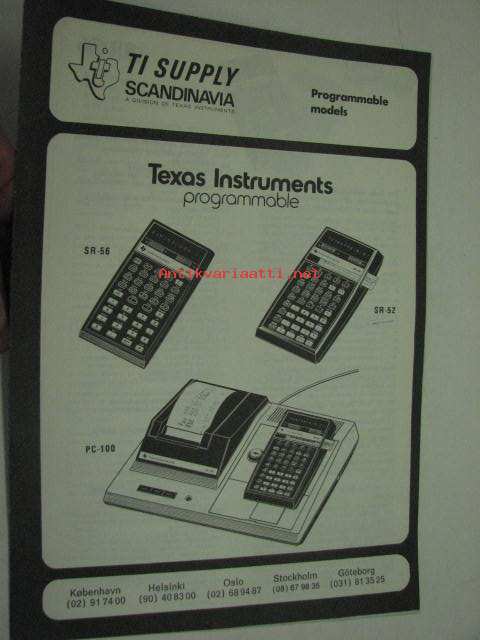 TI SUPPLY
SCANDINAVIA
A DIVISION OF TEXAS INSTRUMENTS
Programmable
models
Texas Instruments
programmable
SR-56
Antikvariaatti.net
SR-52
PC-100
København
(02) 91 74 00
Helsinki
(90) 40 83 00
Oslo
(02) 68 94 87
Stockholm
(08) 67 98 35
Göteborg
(031) 81 35 25